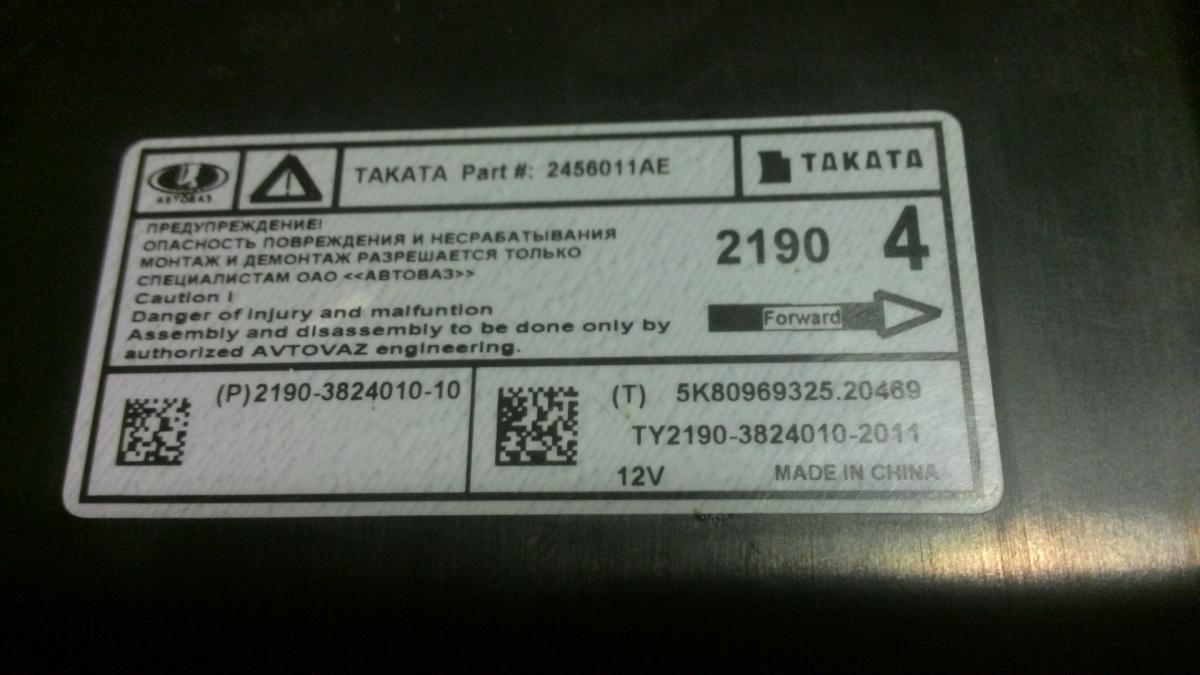 АВТОВАЗ
TAKATA Part #: 2456011AE
TAKATA
ПРЕДУПРЕЖДЕНИЕ!
ОПАСНОСТЬ ПОВРЕЖДЕНИЯ И НЕСРАБАТЫВАНИЯ
МОНТАЖ И ДЕМОНТАЖ РАЗРЕШАЕТСЯ ТОЛЬКО
СПЕЦИАЛИСТАМ ОАО <<АВТОВАЗ>>
Caution !
Danger of injury and malfuntion
Assembly and disassembly to be done only by
authorized AVTOVAZ engineering.
2190 4
Forward
(P)2190-3824010-10
(T) 5K80969325.20469
TY2190-3824010-2011
12V MADE IN CHINA